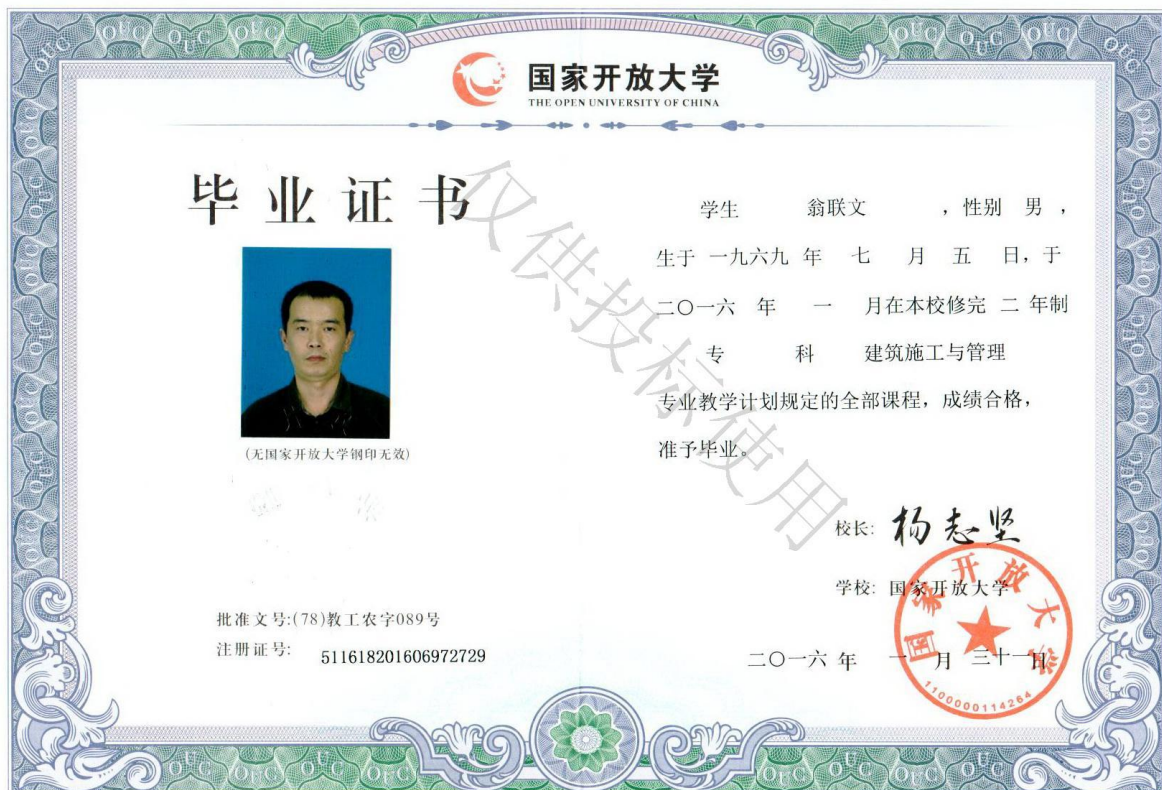 国家开放大学
THE OPEN UNIVERSITY OF CHINA
毕业证书
(无国家开放大学钢印无效)
批准文号:(78)教工农字089号
注册证号: 511618201606972729
学生 翁联文 ，性别 男 ，
生于 一九六九 年 七 月 五 日，于
二〇一六 年 一 月在本校修完 二 年制
专 科 建筑施工与管理
专业教学计划规定的全部课程，成绩合格，
准予毕业。
校长: 杨志坚
学校: 国家开放大学
二〇一六 年 一 月 三十一日
国家开放大学
1100000114264
仅供投标使用
OUC